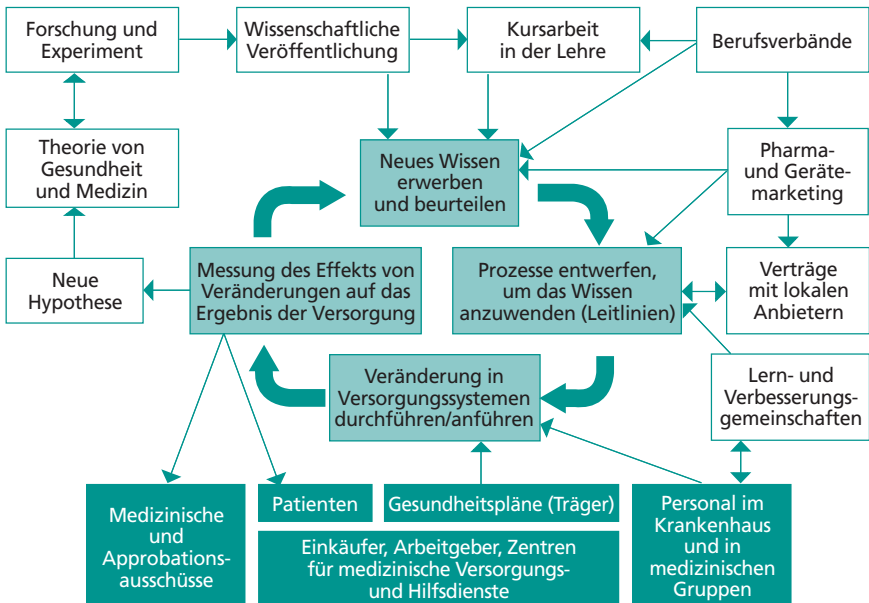 Forschung und
Experiment
Wissenschaftliche
Veröffentlichung
Kursarbeit
in der Lehre
Berufsverbände
Theorie von
Gesundheit
und Medizin
Neues Wissen
erwerben
und beurteilen
Pharma-
und Geräte-
marketing
Neue
Hypothese
Messung des Effekts von
Veränderungen auf das
Ergebnis der Versorgung
Prozesse entwerfen,
um das Wissen
anzuwenden (Leitlinien)
Verträge
mit lokalen
Anbietern
Veränderung in
Versorgungssystemen
durchführen/anführen
Lern- und
Verbesserungs-
gemeinschaften
Medizinische
und
Approbations-
ausschüsse
Patienten
Gesundheitspläne (Träger)
Einkäufer, Arbeitgeber, Zentren
für medizinische Versorgungs-
und Hilfsdienste
Personal im
Krankenhaus
und in
medizinischen
Gruppen